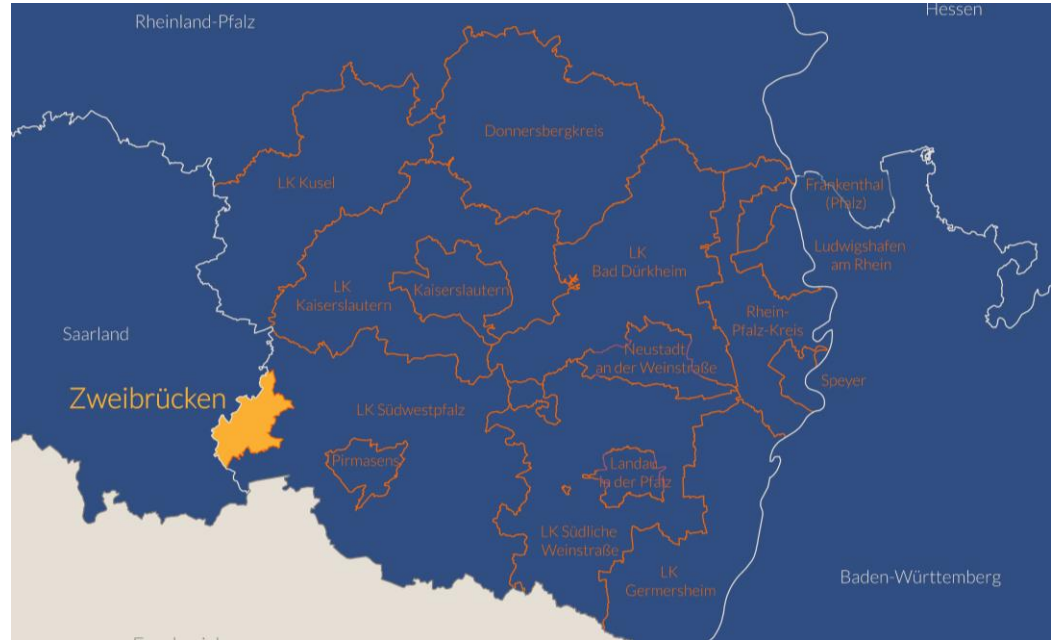 Rheinland-Pfalz
Hessen
Donnersbergkreis
LK Kusel
Frankenthal
(Pfalz)
Ludwigshafen
am Rhein
LK
Bad Dürkheim
LK
Kaiserslautern
Kaiserslautern
Rhein-
Pfalz-Kreis
Saarland
Neustadt
an der Weinstraße
Speyer
Zweibrücken
LK Südwestpfalz
Pirmasens
Landau
in der Pfalz
LK Südliche
Weinstraße
LK
Germersheim
Baden-Württemberg